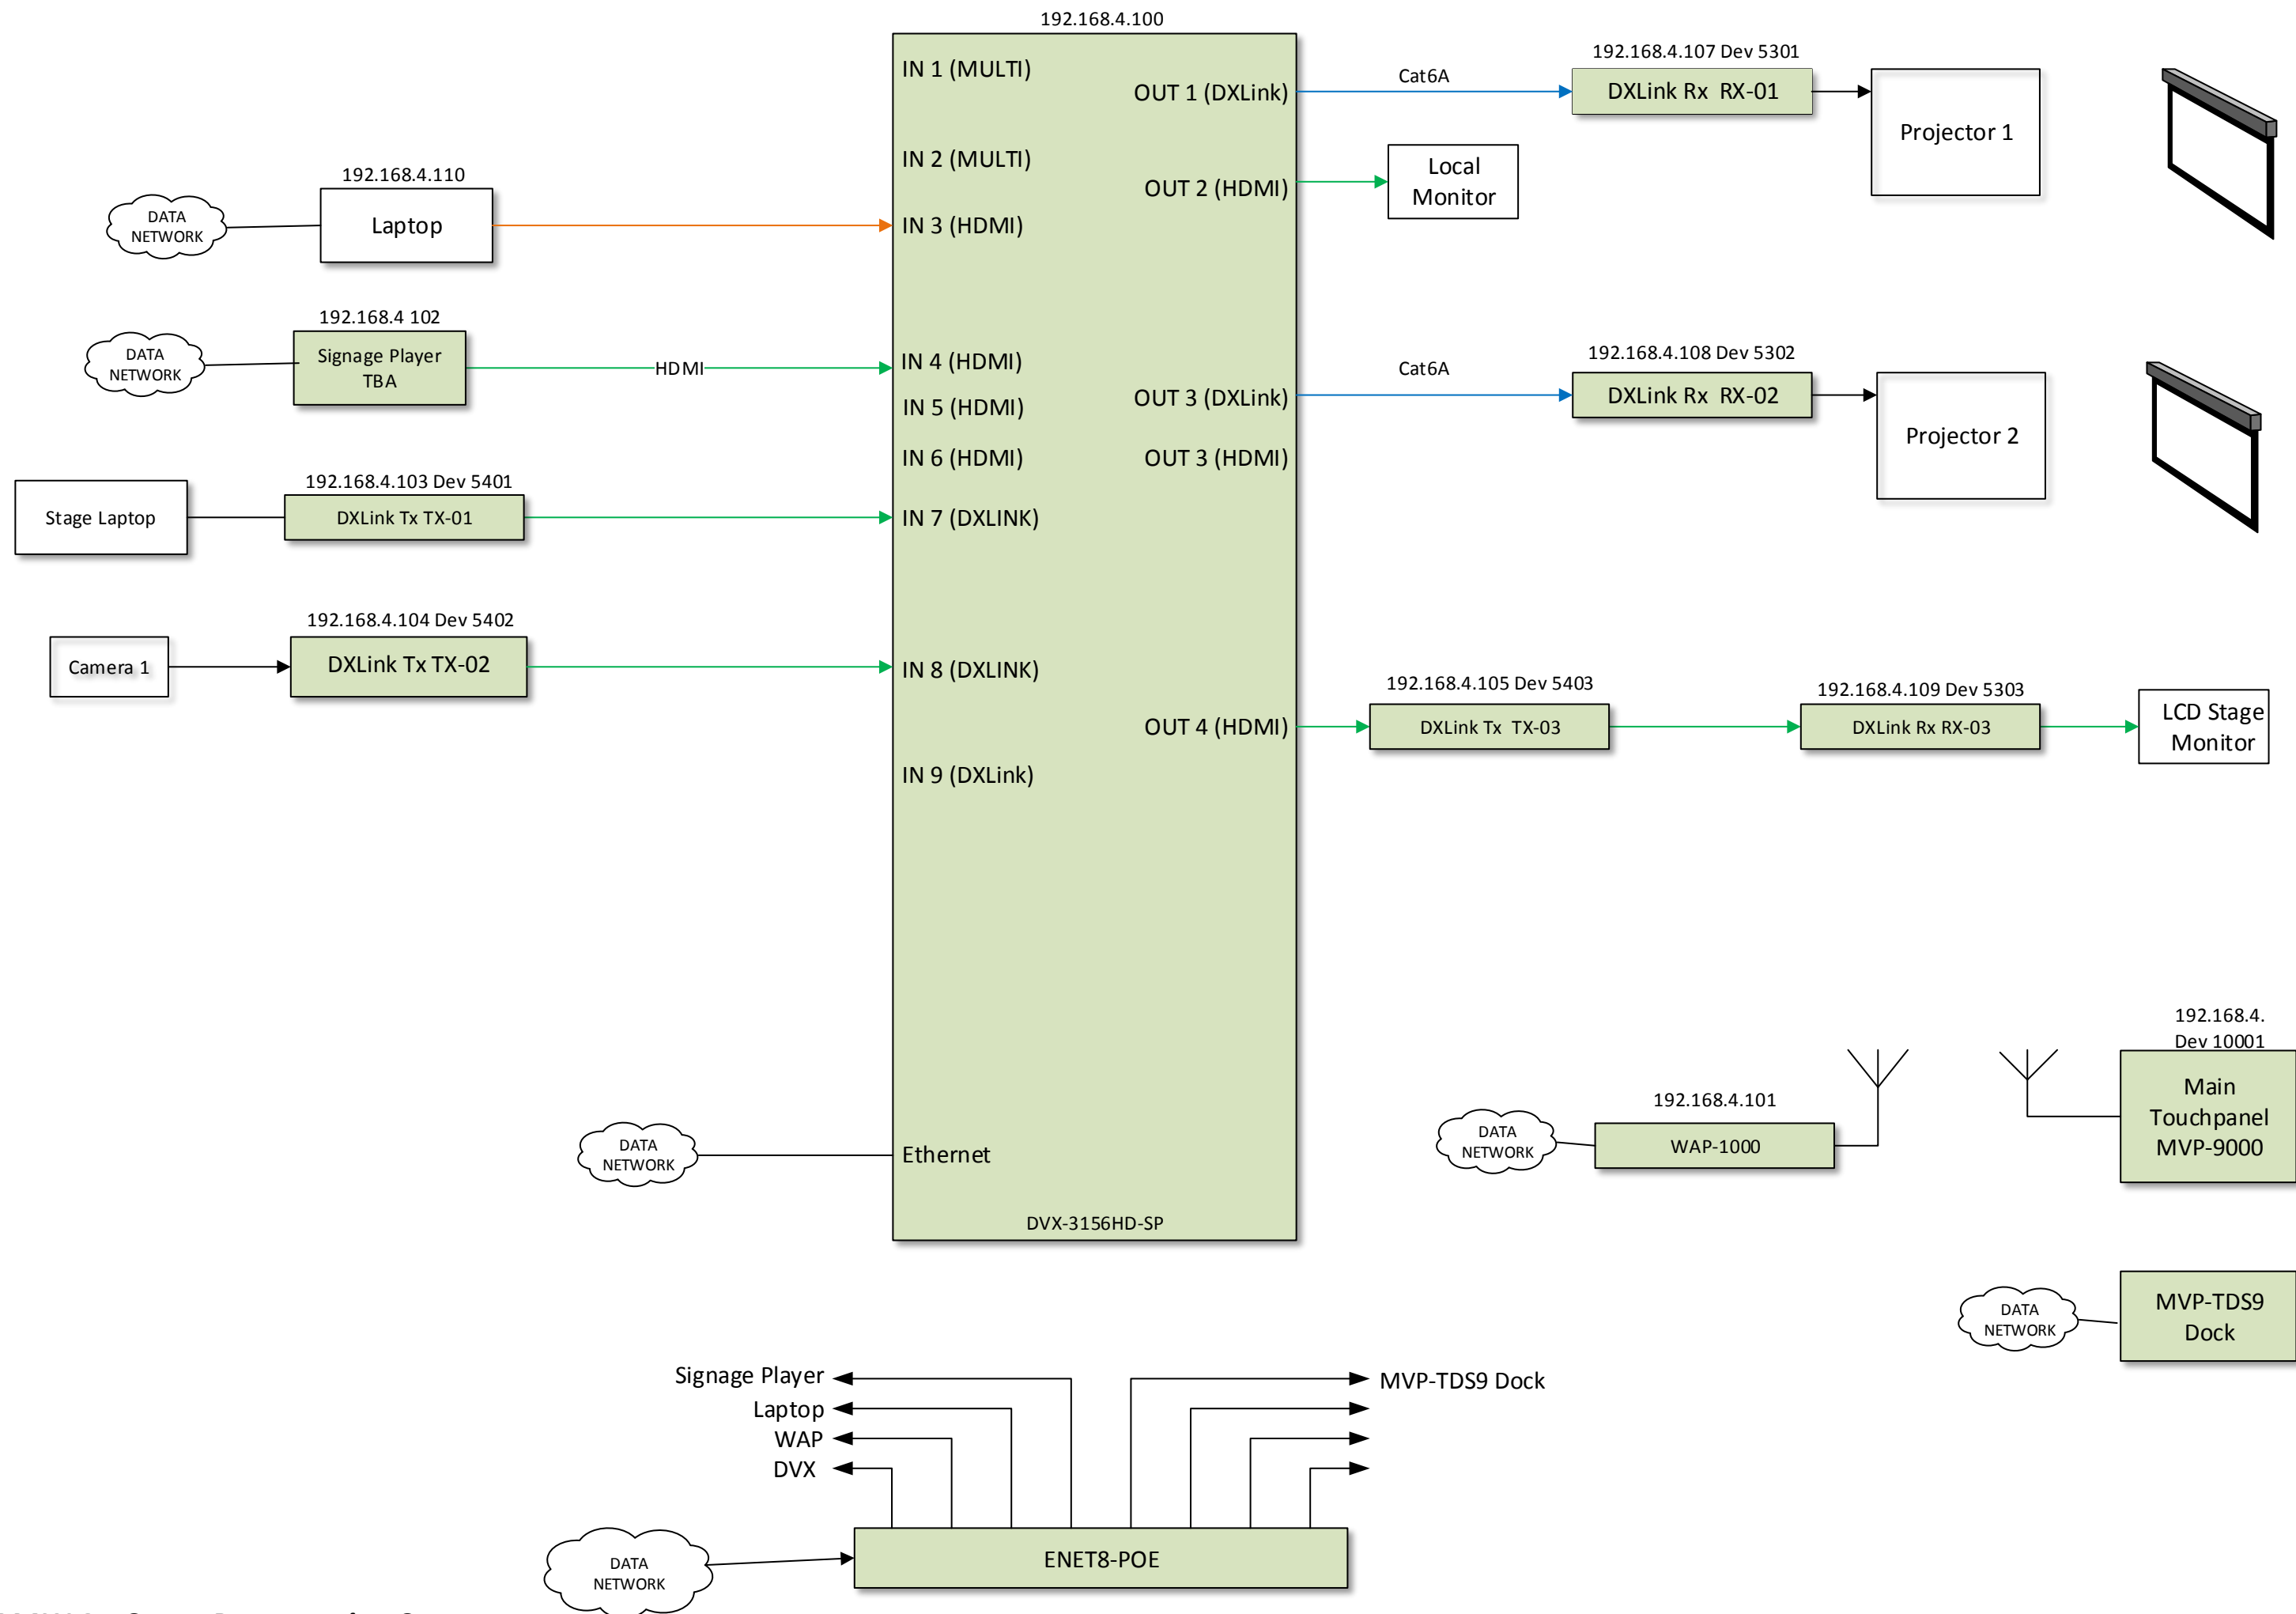 192.168.4.100
IN 1 (MULTI)
OUT 1 (DXLink)
Cat6A
192.168.4.107 Dev 5301
DXLink Rx  RX-01
Projector 1
IN 2 (MULTI)
OUT 2 (HDMI)
Local
Monitor
192.168.4.110
DATA
NETWORK
Laptop
IN 3 (HDMI)
192.168.4 102
DATA
NETWORK
Signage Player
TBA
HDMI
IN 4 (HDMI)
IN 5 (HDMI)
OUT 3 (DXLink)
Cat6A
192.168.4.108 Dev 5302
DXLink Rx  RX-02
Projector 2
IN 6 (HDMI)
OUT 3 (HDMI)
192.168.4.103 Dev 5401
Stage Laptop
DXLink Tx TX-01
IN 7 (DXLINK)
192.168.4.104 Dev 5402
Camera 1
DXLink Tx TX-02
IN 8 (DXLINK)
OUT 4 (HDMI)
192.168.4.105 Dev 5403
DXLink Tx  TX-03
192.168.4.109 Dev 5303
DXLink Rx RX-03
LCD Stage
Monitor
IN 9 (DXLink)
192.168.4.
Dev 10001
Main
Touchpanel
MVP-9000
192.168.4.101
DATA
NETWORK
WAP-1000
DATA
NETWORK
Ethernet
DVX-3156HD-SP
DATA
NETWORK
MVP-TDS9
Dock
Signage Player
Laptop
WAP
DVX
MVP-TDS9 Dock
DATA
NETWORK
ENET8-POE